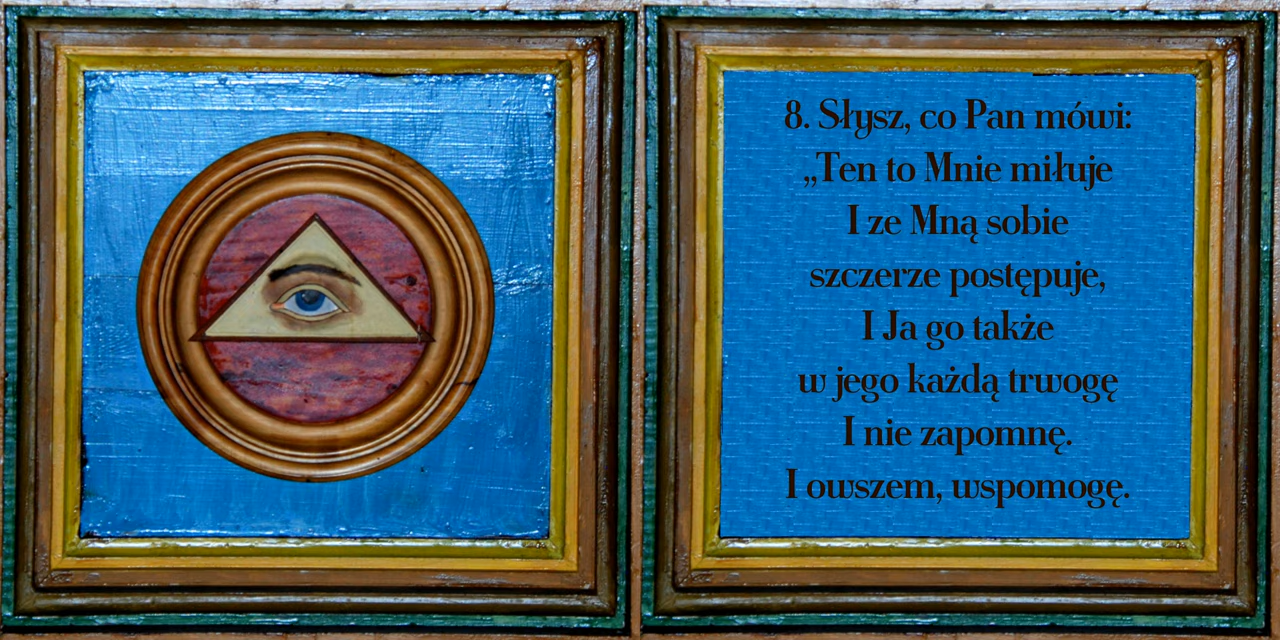 8. Słysz, co Pan mówi:
„Ten to Mnie miłuje
I ze Mną sobie
szczerze postępuje,
I Ja go także
w jego każdą trwogę
I nie zapomnę.
I owszem, wspomogę.